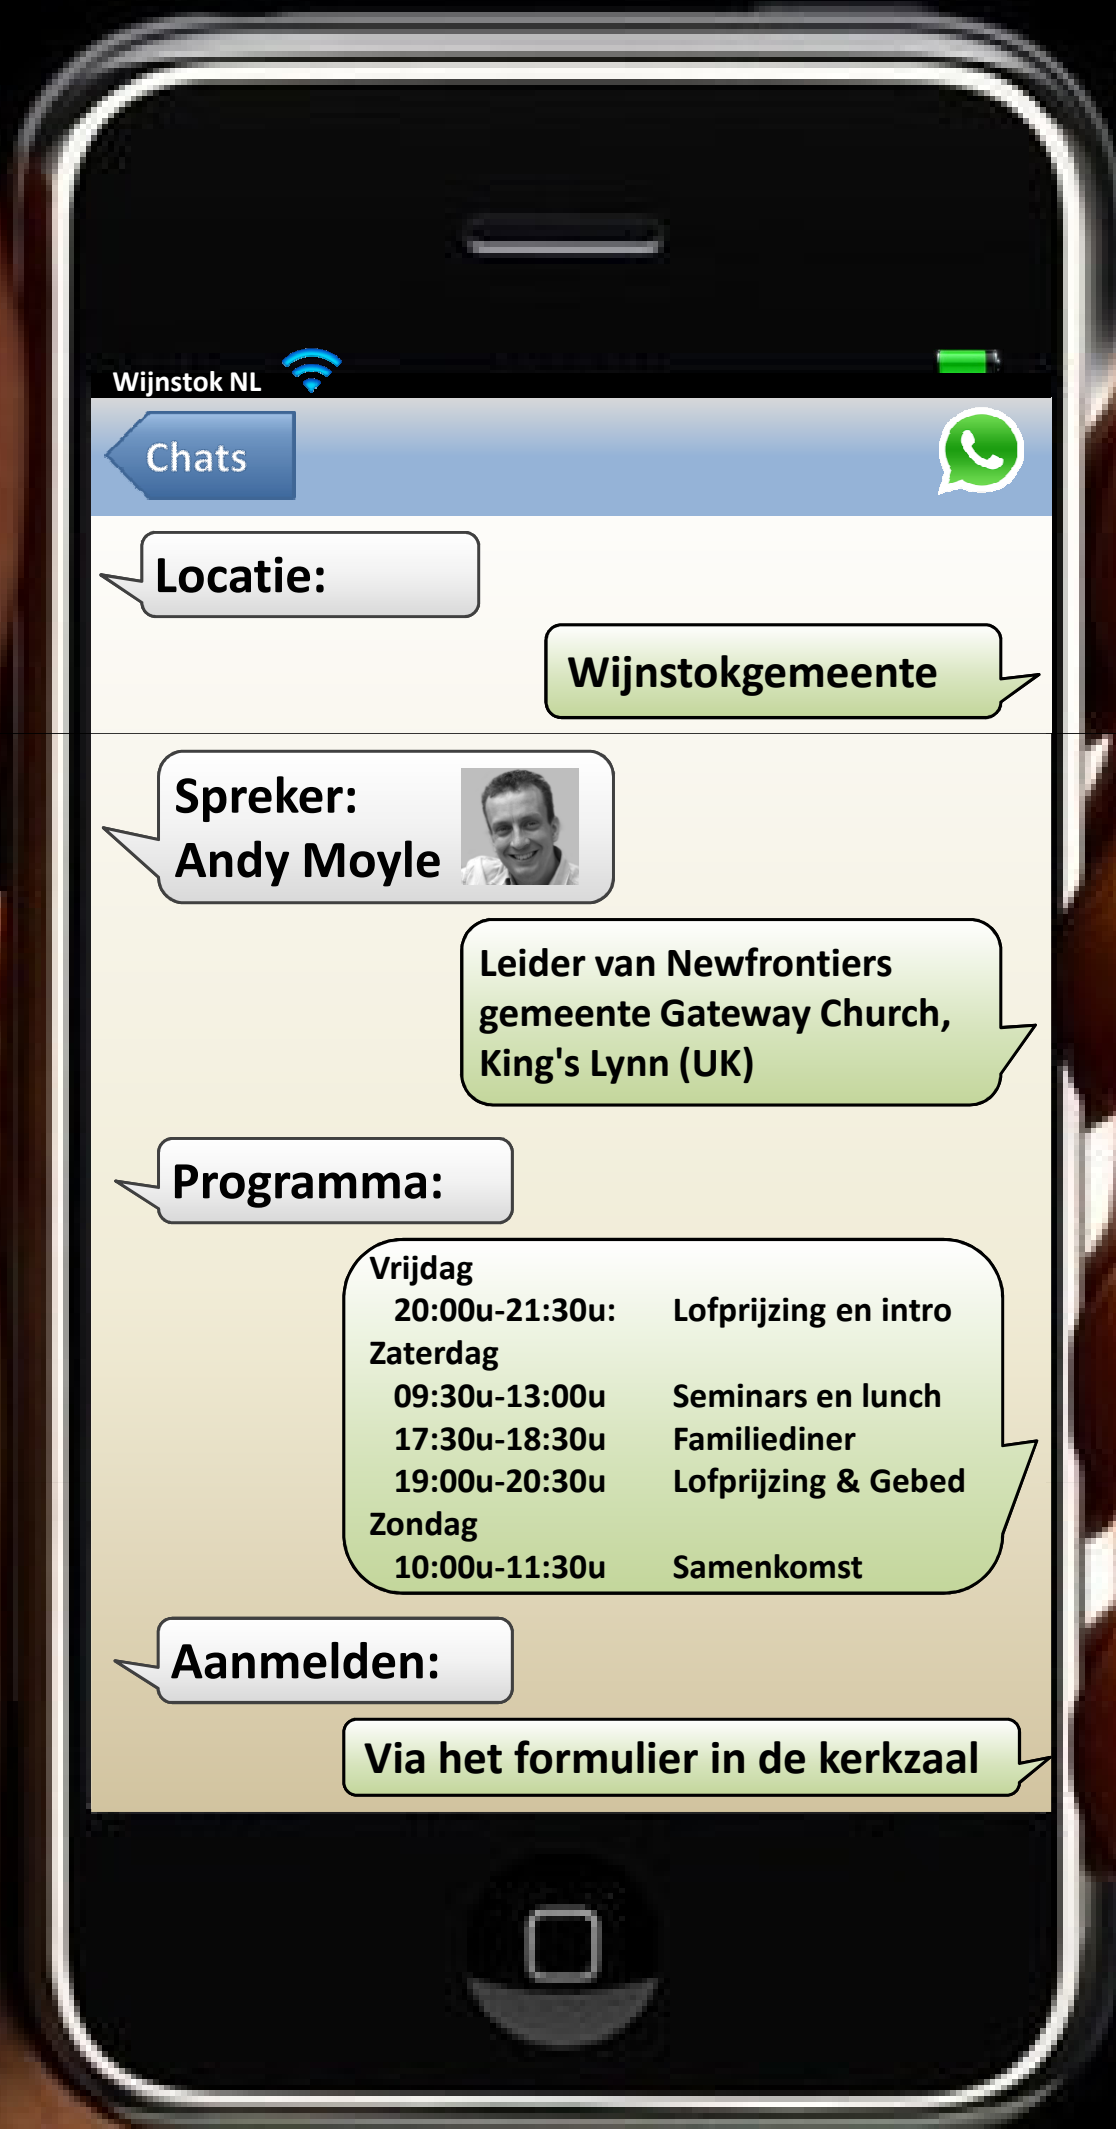 Wijnstok NL
Chats
Locatie:
Wijnstokgemeente
Spreker:
Andy Moyle
Leider van Newfrontiers
gemeente Gateway Church,
King's Lynn (UK)
Programma:
Vrijdag
20:00u-21:30u: Lofprijzing en intro
Zaterdag
09:30u-13:00u Seminars en lunch
17:30u-18:30u Familiediner
19:00u-20:30u Lofprijzing & Gebed
Zondag
10:00u-11:30u Samenkomst
Aanmelden:
Via het formulier in de kerkzaal